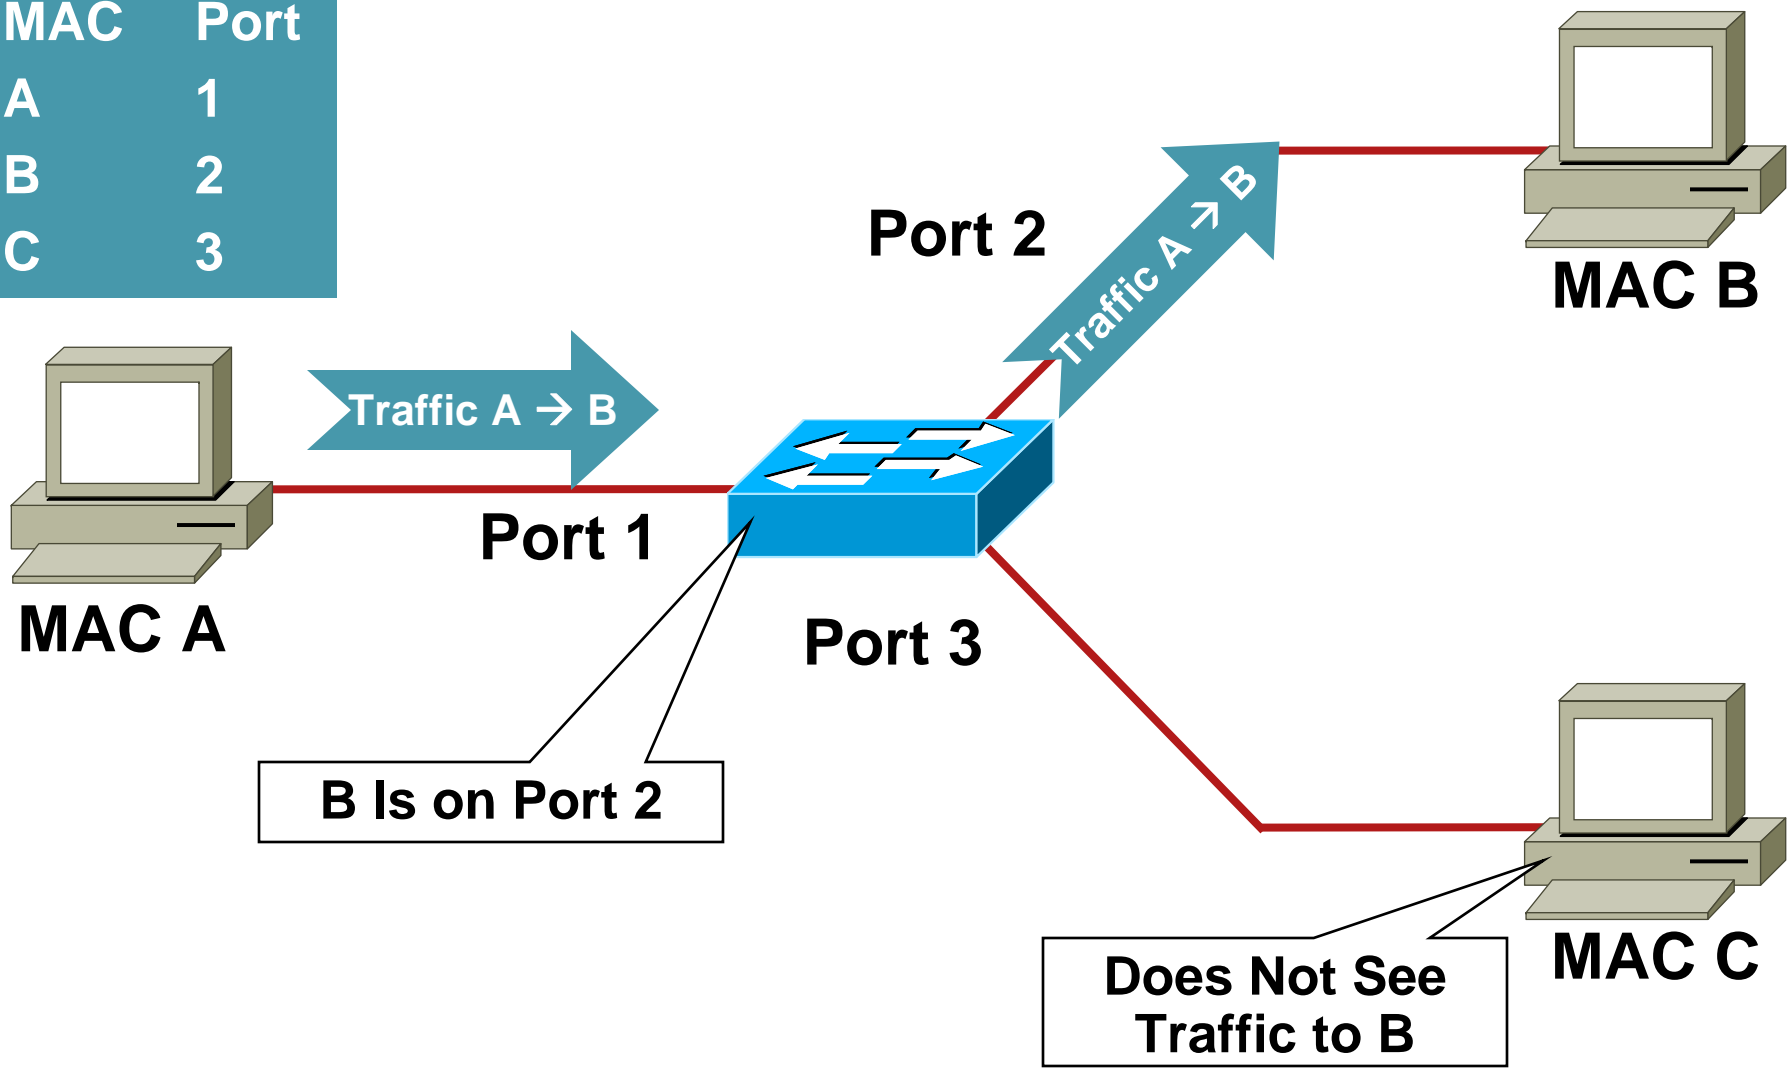 MAC Port
A 1
B 2
C 3
Port 2
Traffic A → B
MAC B
Traffic A → B
Port 1
MAC A
Port 3
B Is on Port 2
Does Not See
Traffic to B
MAC C